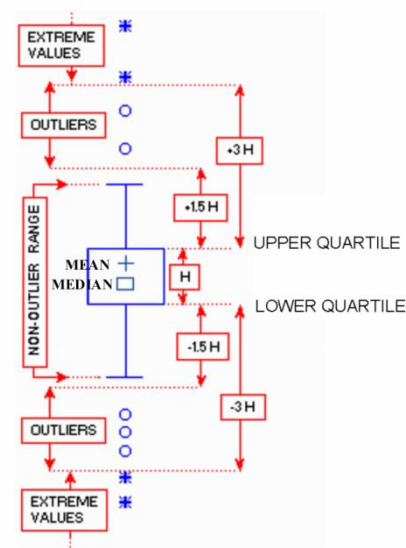 EXTREME
VALUES
OUTLIERS
+3 H
+1.5 H
NON-OUTLIER RANGE
UPPER QUARTILE
MEAN
H
MEDIAN
LOWER QUARTILE
-1.5 H
-3 H
OUTLIERS
EXTREME
VALUES